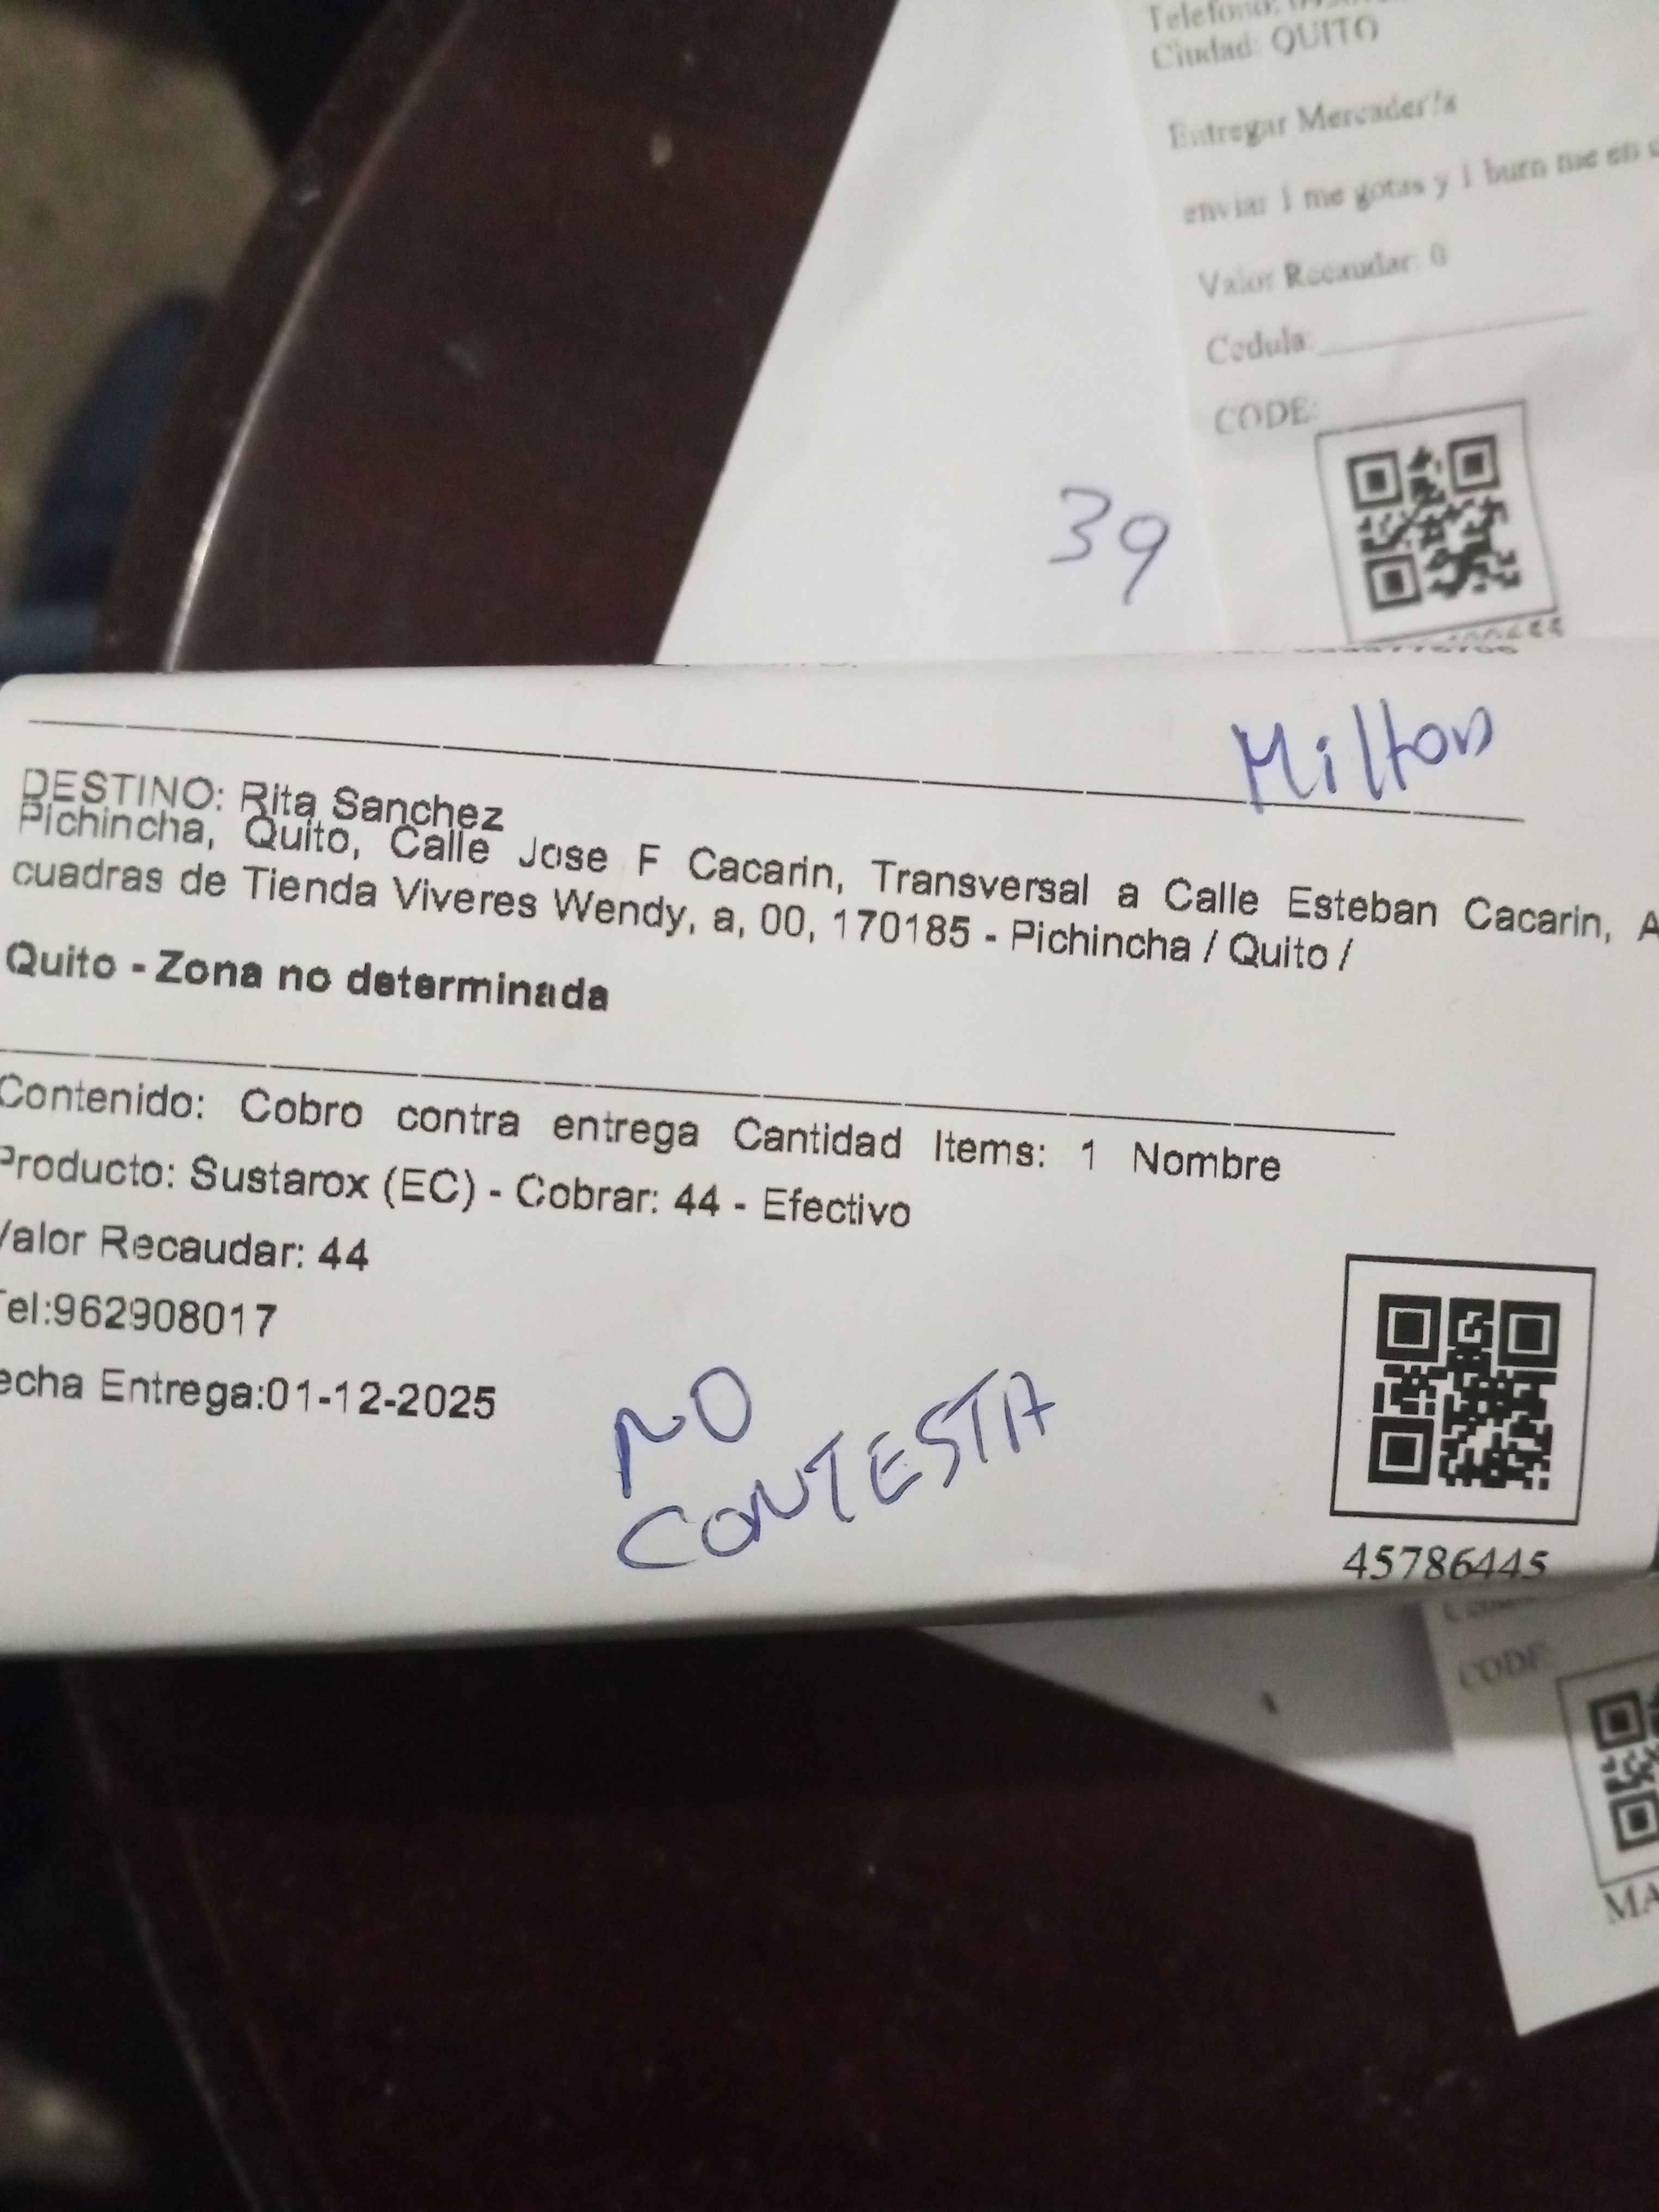 Ciudad: QUITO
Entregar Mercader!a
enviar 1 me gotas y 1 burn me en
Valor Recaudar: 0
Cedula:
CODE:
39
Milton
DESTINO: Rita Sanchez
Pichincha, Quito, Calle Jose F Cacarin, Transversal a Calle Esteban Cacarin, A
cuadras de Tienda Viveres Wendy, a, 00, 170185 - Pichincha / Quito /
Quito - Zona no determinada
Contenido: Cobro contra entrega Cantidad Items: 1 Nombre
Producto: Sustarox (EC) - Cobrar: 44 - Efectivo
Valor Recaudar: 44
Tel:962908017
echa Entrega:01-12-2025
NO
CONTESTA
45786445
CODE
MA